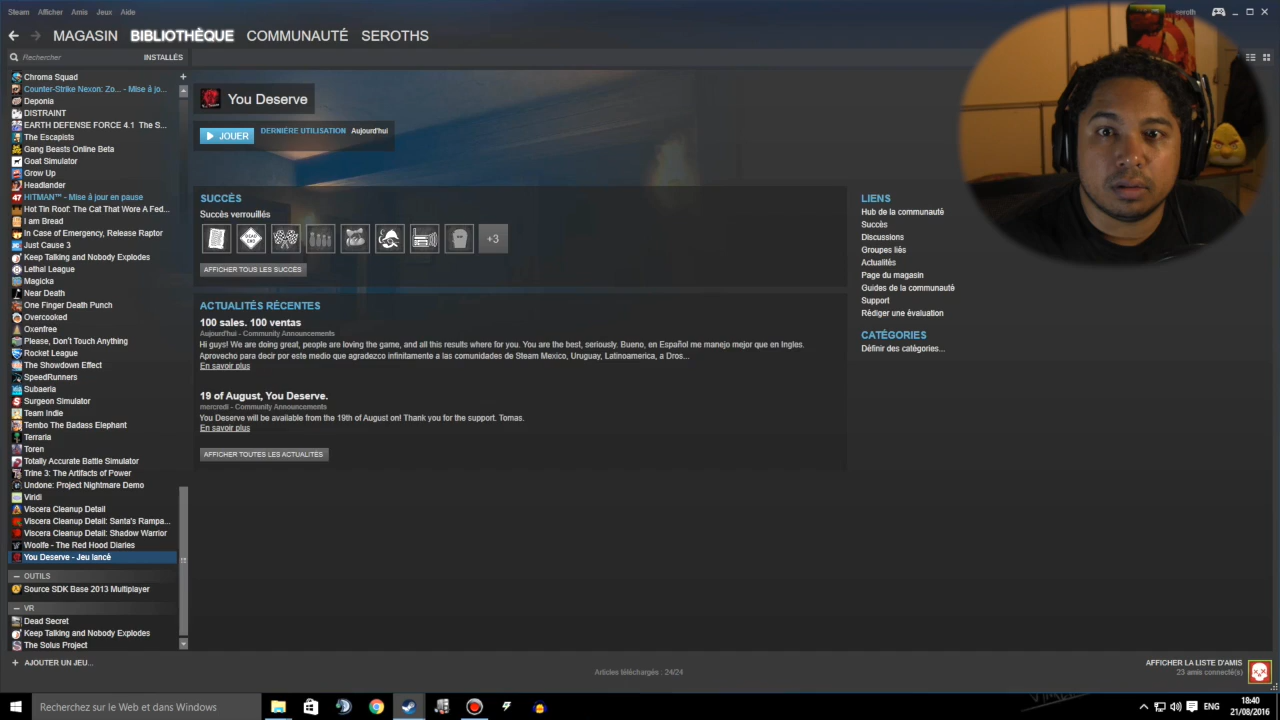 Steam Afficher Amis Jeux Aide
seroth
MAGASIN BIBLIOTHÈQUE COMMUNAUTÉ SEROTHS
Rechercher INSTALLÉS
Chroma Squad
Counter-Strike Nexon: Zo... - Mise à jo...
Deponia
DISTRAINT
EARTH DEFENSE FORCE 4.1 The S...
The Escapists
Gang Beasts Online Beta
Goat Simulator
Grow Up
Headlander
HITMAN™ - Mise à jour en pause
Hot Tin Roof: The Cat That Wore A Fed...
I am Bread
In Case of Emergency, Release Raptor
Just Cause 3
Keep Talking and Nobody Explodes
Lethal League
Magicka
Near Death
One Finger Death Punch
Overcooked
Oxenfree
Please, Don't Touch Anything
Rocket League
The Showdown Effect
SpeedRunners
Subaeria
Surgeon Simulator
Team Indie
Tembo The Badass Elephant
Terraria
Toren
Totally Accurate Battle Simulator
Trine 3: The Artifacts of Power
Undone: Project Nightmare Demo
Viridi
Viscera Cleanup Detail
Viscera Cleanup Detail: Santa's Rampa...
Viscera Cleanup Detail: Shadow Warrior
Woolfe - The Red Hood Diaries
You Deserve - Jeu lancé
OUTILS
Source SDK Base 2013 Multiplayer
VR
Dead Secret
Keep Talking and Nobody Explodes
The Solus Project
AJOUTER UN JEU...
You Deserve
JOUER DERNIÈRE UTILISATION Aujourd'hui
SUCCÈS
Succès verrouillés
+3
AFFICHER TOUS LES SUCCÈS
ACTUALITÉS RÉCENTES
100 sales. 100 ventas
Aujourd'hui - Community Announcements
Hi guys! We are doing great, people are loving the game, and all this results where for you. You are the best, seriously. Bueno, en Español me manejo mejor que en Ingles.
Aprovecho para decir por este medio que agradezco infinitamente a las comunidades de Steam Mexico, Uruguay, Latinoamerica, a Dros...
En savoir plus
19 of August, You Deserve.
mercredi - Community Announcements
You Deserve will be available from the 19th of August on! Thank you for the support. Tomas.
En savoir plus
AFFICHER TOUTES LES ACTUALITÉS
LIENS
Hub de la communauté
Succès
Discussions
Groupes liés
Actualités
Page du magasin
Guides de la communauté
Support
Rédiger une évaluation
CATÉGORIES
Définir des catégories...
Articles téléchargés : 24/24
AFFICHER LA LISTE D'AMIS
23 amis connecté(s)
Recherchez sur le Web et dans Windows
ENG
18:40
21/08/2016